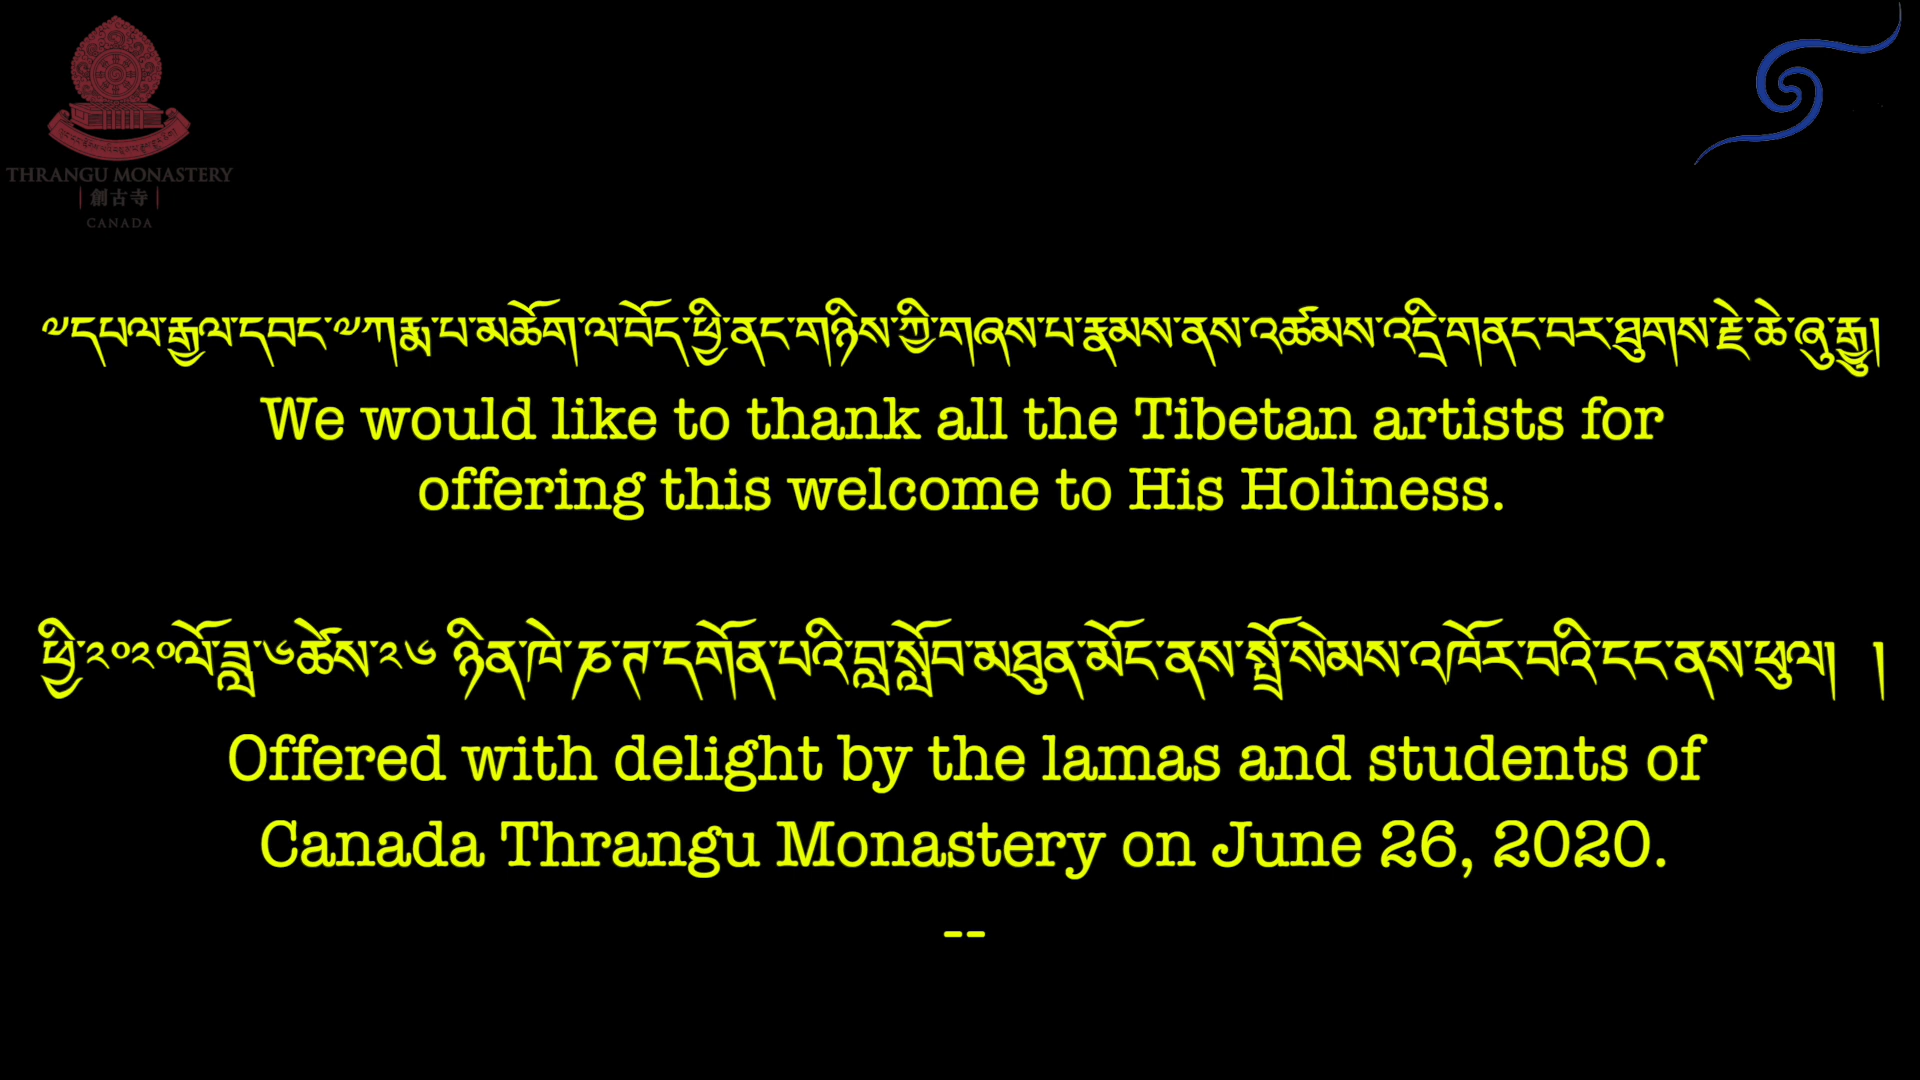 THRANGU MONASTERY
創古寺
CANADA
༧དཔལ་རྒྱལ་དབང་༧ཀརྨ་པ་མཆོག་ལ་བོད་ཕྱི་ནང་གཉིས་ཀྱི་གཞས་པ་རྣམས་ནས་འཚམས་འདྲི་གནང་བར་ཐུགས་རྗེ་ཆེ་ཞུ་རྒྱུ།
We would like to thank all the Tibetan artists for
offering this welcome to His Holiness.
ཕྱི་༢༠༢༠ལོ་ཟླ་༦ཚེས་༢༦ ཉིན་ཁེ་ཎ་ཊ་དགོན་པའི་བླ་སློབ་མཐུན་མོང་ནས་སྤྲོ་སེམས་འཁོར་བའི་ངང་ནས་ཕུལ། །
Offered with delight by the lamas and students of
Canada Thrangu Monastery on June 26, 2020.
--